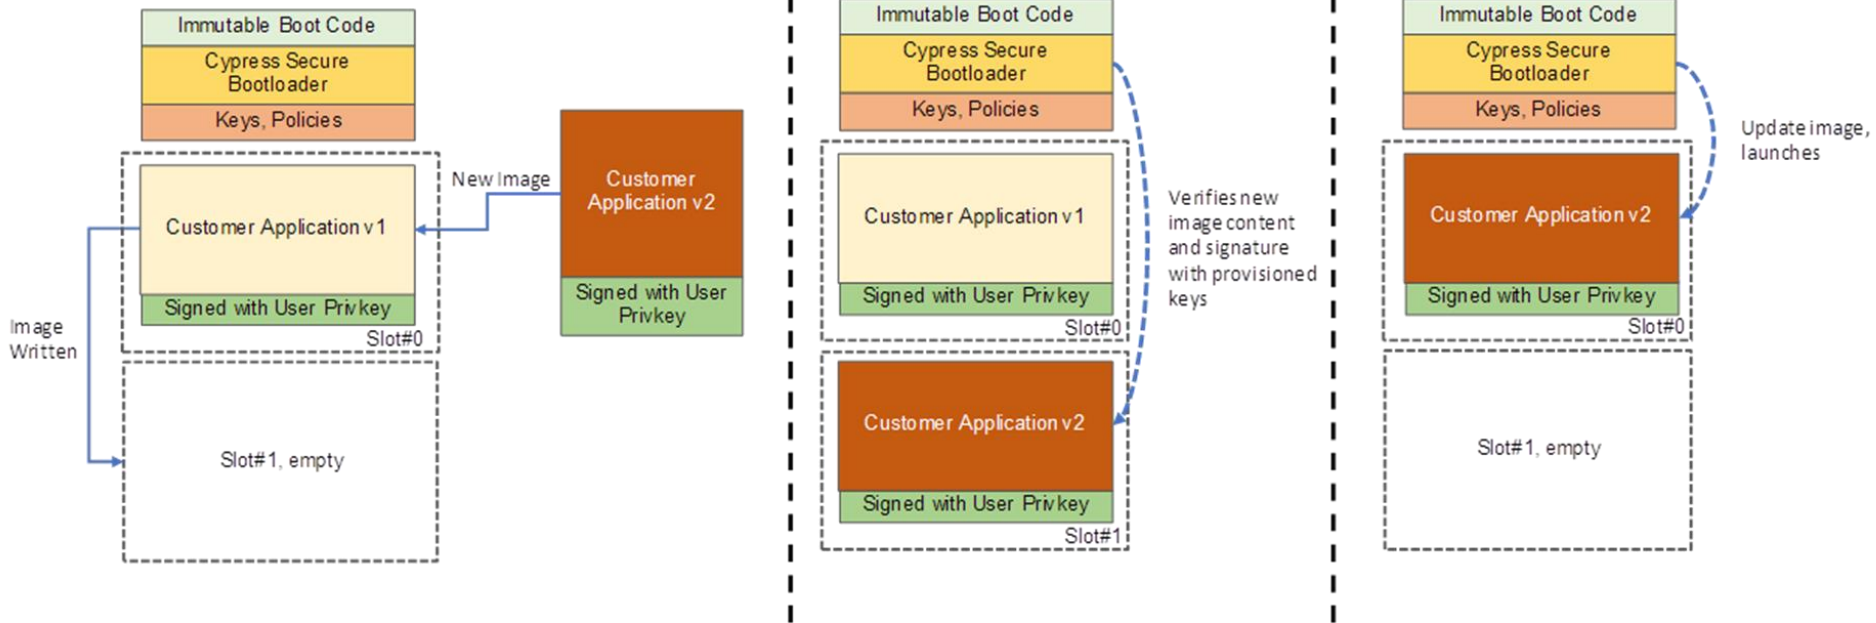 Immutable Boot Code
Cypress Secure
Bootloader
Keys, Policies
Customer Application v1
Signed with User Privkey
Slot#0
Slot#1, empty
Image
Written
New Image
Customer
Application v2
Signed with User
Privkey
Immutable Boot Code
Cypress Secure
Bootloader
Keys, Policies
Customer Application v1
Signed with User Privkey
Slot#0
Customer Application v2
Signed with User Privkey
Slot#1
Verifies new
image content
and signature
with provisioned
keys
Immutable Boot Code
Cypress Secure
Bootloader
Keys, Policies
Customer Application v2
Signed with User Privkey
Slot#0
Slot#1, empty
Update image,
launches